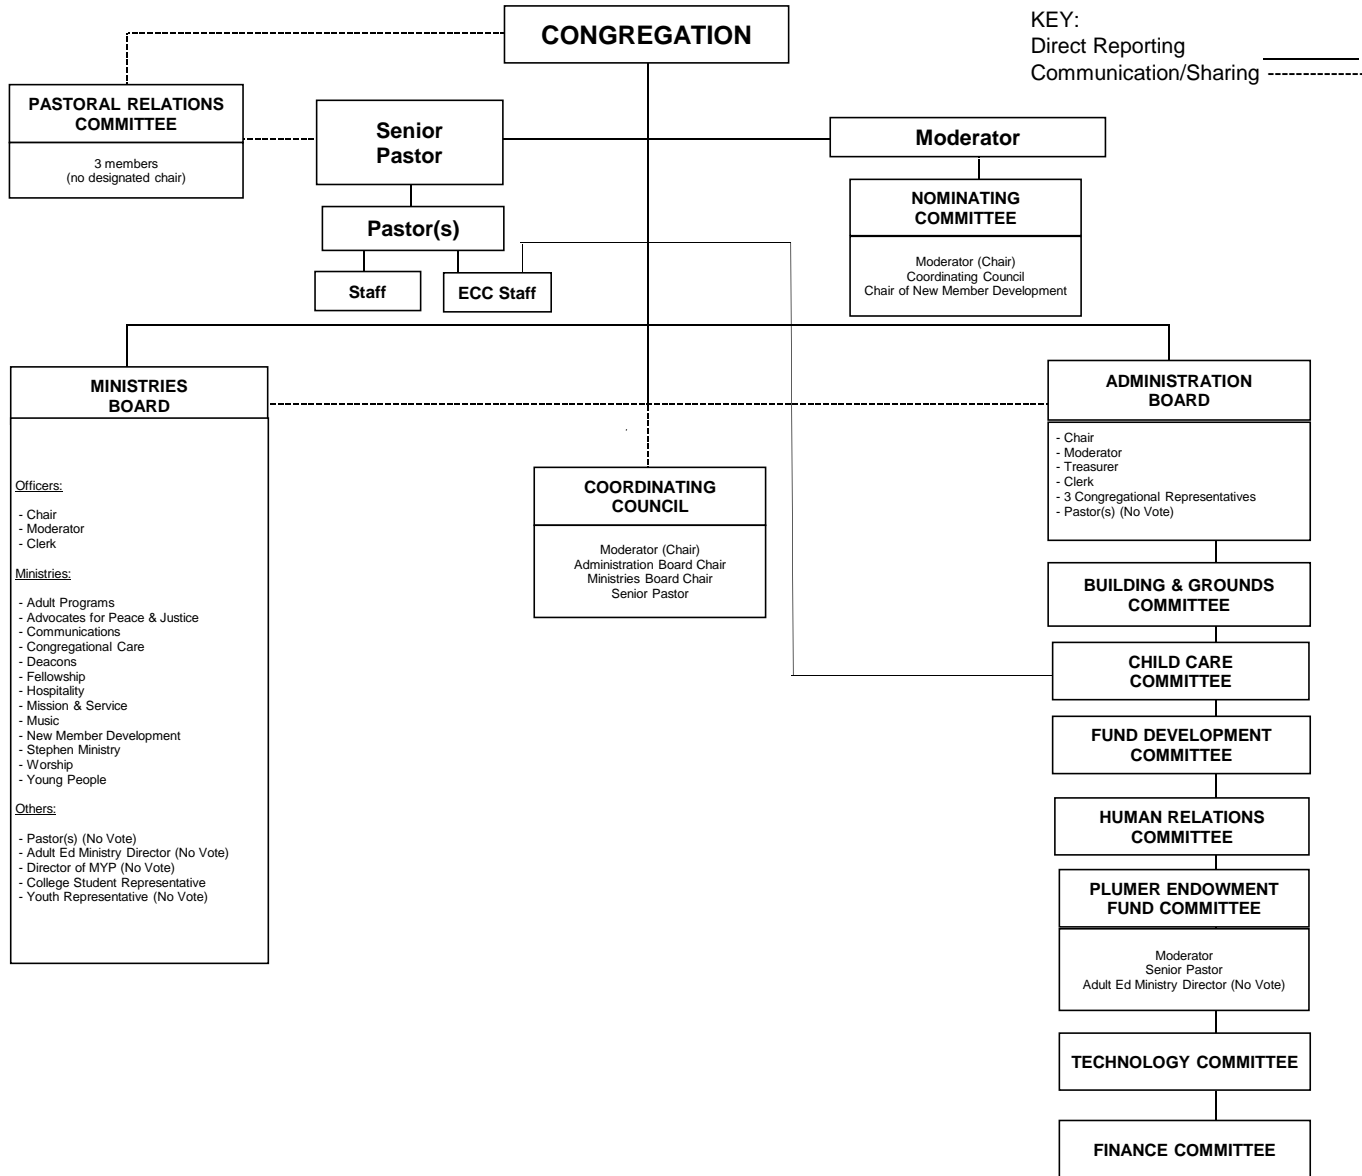 CONGREGATION
KEY:
Direct Reporting
Communication/Sharing
PASTORAL RELATIONS
COMMITTEE
3 members
(no designated chair)
Senior
Pastor
Moderator
Pastor(s)
Staff
ECC Staff
NOMINATING
COMMITTEE
Moderator (Chair)
Coordinating Council
Chair of New Member Development
MINISTRIES
BOARD
Officers:
- Chair
- Moderator
- Clerk
Ministries:
- Adult Programs
- Advocates for Peace & Justice
- Communications
- Congregational Care
- Deacons
- Fellowship
- Hospitality
- Mission & Service
- Music
- New Member Development
- Stephen Ministry
- Worship
- Young People
Others:
- Pastor(s) (No Vote)
- Adult Ed Ministry Director (No Vote)
- Director of MYP (No Vote)
- College Student Representative
- Youth Representative (No Vote)
COORDINATING
COUNCIL
Moderator (Chair)
Administration Board Chair
Ministries Board Chair
Senior Pastor
ADMINISTRATION
BOARD
- Chair
- Moderator
- Treasurer
- Clerk
- 3 Congregational Representatives
- Pastor(s) (No Vote)
BUILDING & GROUNDS
COMMITTEE
CHILD CARE
COMMITTEE
FUND DEVELOPMENT
COMMITTEE
HUMAN RELATIONS
COMMITTEE
PLUMER ENDOWMENT
FUND COMMITTEE
Moderator
Senior Pastor
Adult Ed Ministry Director (No Vote)
TECHNOLOGY COMMITTEE
FINANCE COMMITTEE